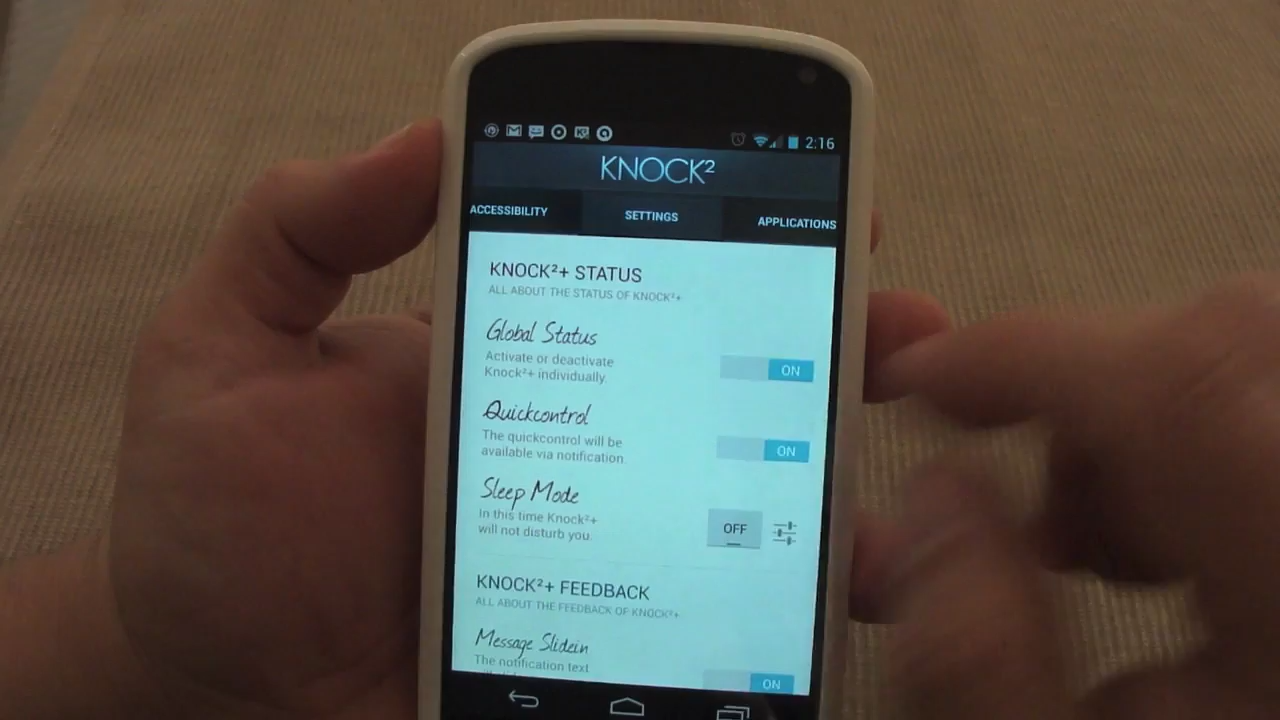 2:16
KNOCK²
ACCESSIBILITY
SETTINGS
APPLICATIONS
KNOCK²+ STATUS
ALL ABOUT THE STATUS OF KNOCK²+
Global Status
Activate or deactivate
Knock²+ individually.
ON
Quickcontrol
The quickcontrol will be
available via notification.
ON
Sleep Mode
In this time Knock²+
will not disturb you.
OFF
KNOCK²+ FEEDBACK
ALL ABOUT THE FEEDBACK OF KNOCK²+
Message Slidein
The notification text
ON